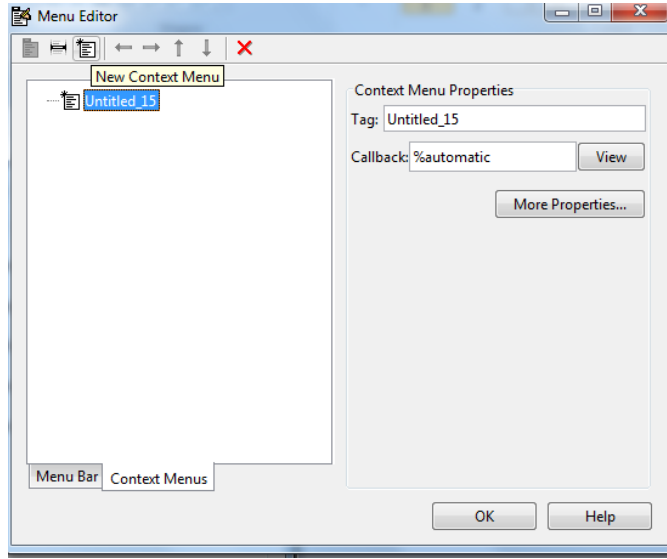 Menu Editor
New Context Menu
Untitled_15
Context Menu Properties
Tag: Untitled_15
Callback: %automatic View
More Properties...
Menu Bar Context Menus
OK Help